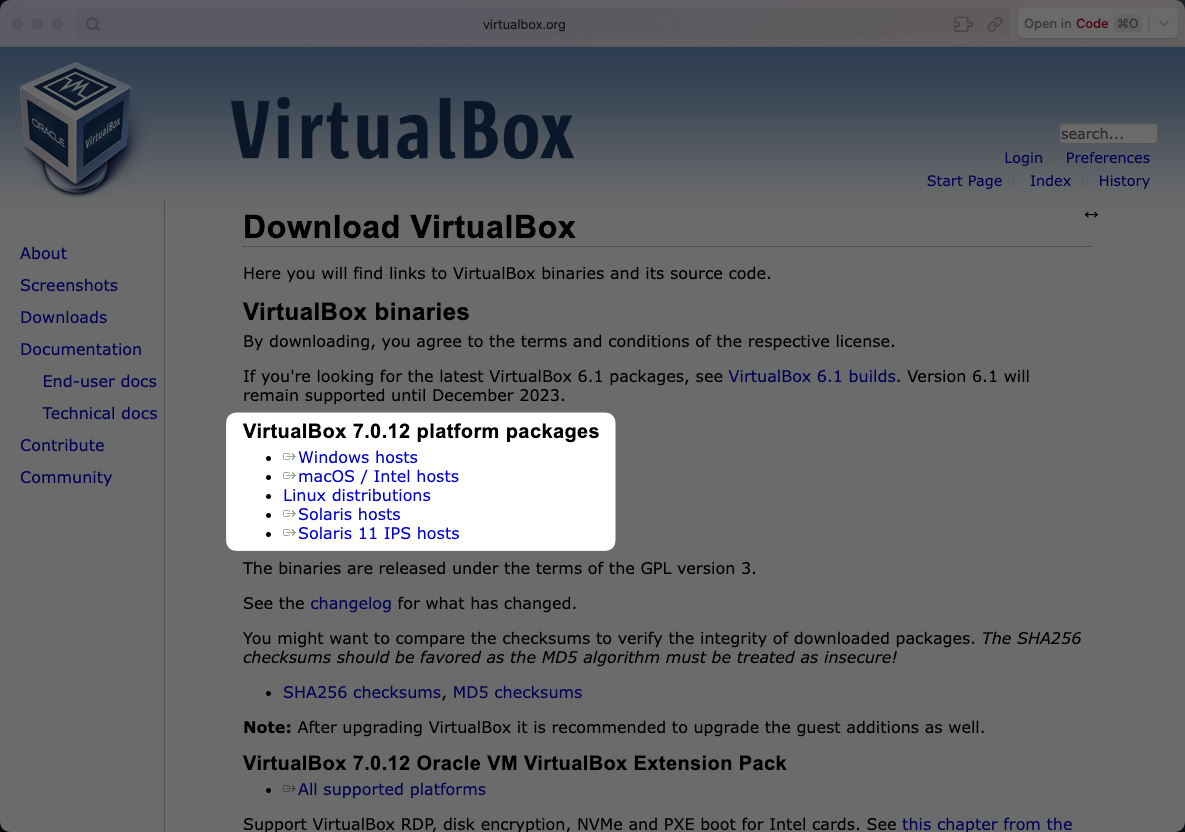 virtualbox.org
Open in Code ⌘O
ORACLE
VirtualBox
VirtualBox
search...
Login Preferences
Start Page Index History
About
Screenshots
Downloads
Documentation
End-user docs
Technical docs
Contribute
Community
Download VirtualBox
Here you will find links to VirtualBox binaries and its source code.
VirtualBox binaries
By downloading, you agree to the terms and conditions of the respective license.
If you're looking for the latest VirtualBox 6.1 packages, see VirtualBox 6.1 builds. Version 6.1 will
remain supported until December 2023.
VirtualBox 7.0.12 platform packages
Windows hosts
macOS / Intel hosts
Linux distributions
Solaris hosts
Solaris 11 IPS hosts
The binaries are released under the terms of the GPL version 3.
See the changelog for what has changed.
You might want to compare the checksums to verify the integrity of downloaded packages. The SHA256
checksums should be favored as the MD5 algorithm must be treated as insecure!
SHA256 checksums, MD5 checksums
Note: After upgrading VirtualBox it is recommended to upgrade the guest additions as well.
VirtualBox 7.0.12 Oracle VM VirtualBox Extension Pack
All supported platforms
Support VirtualBox RDP, disk encryption, NVMe and PXE boot for Intel cards. See this chapter from the